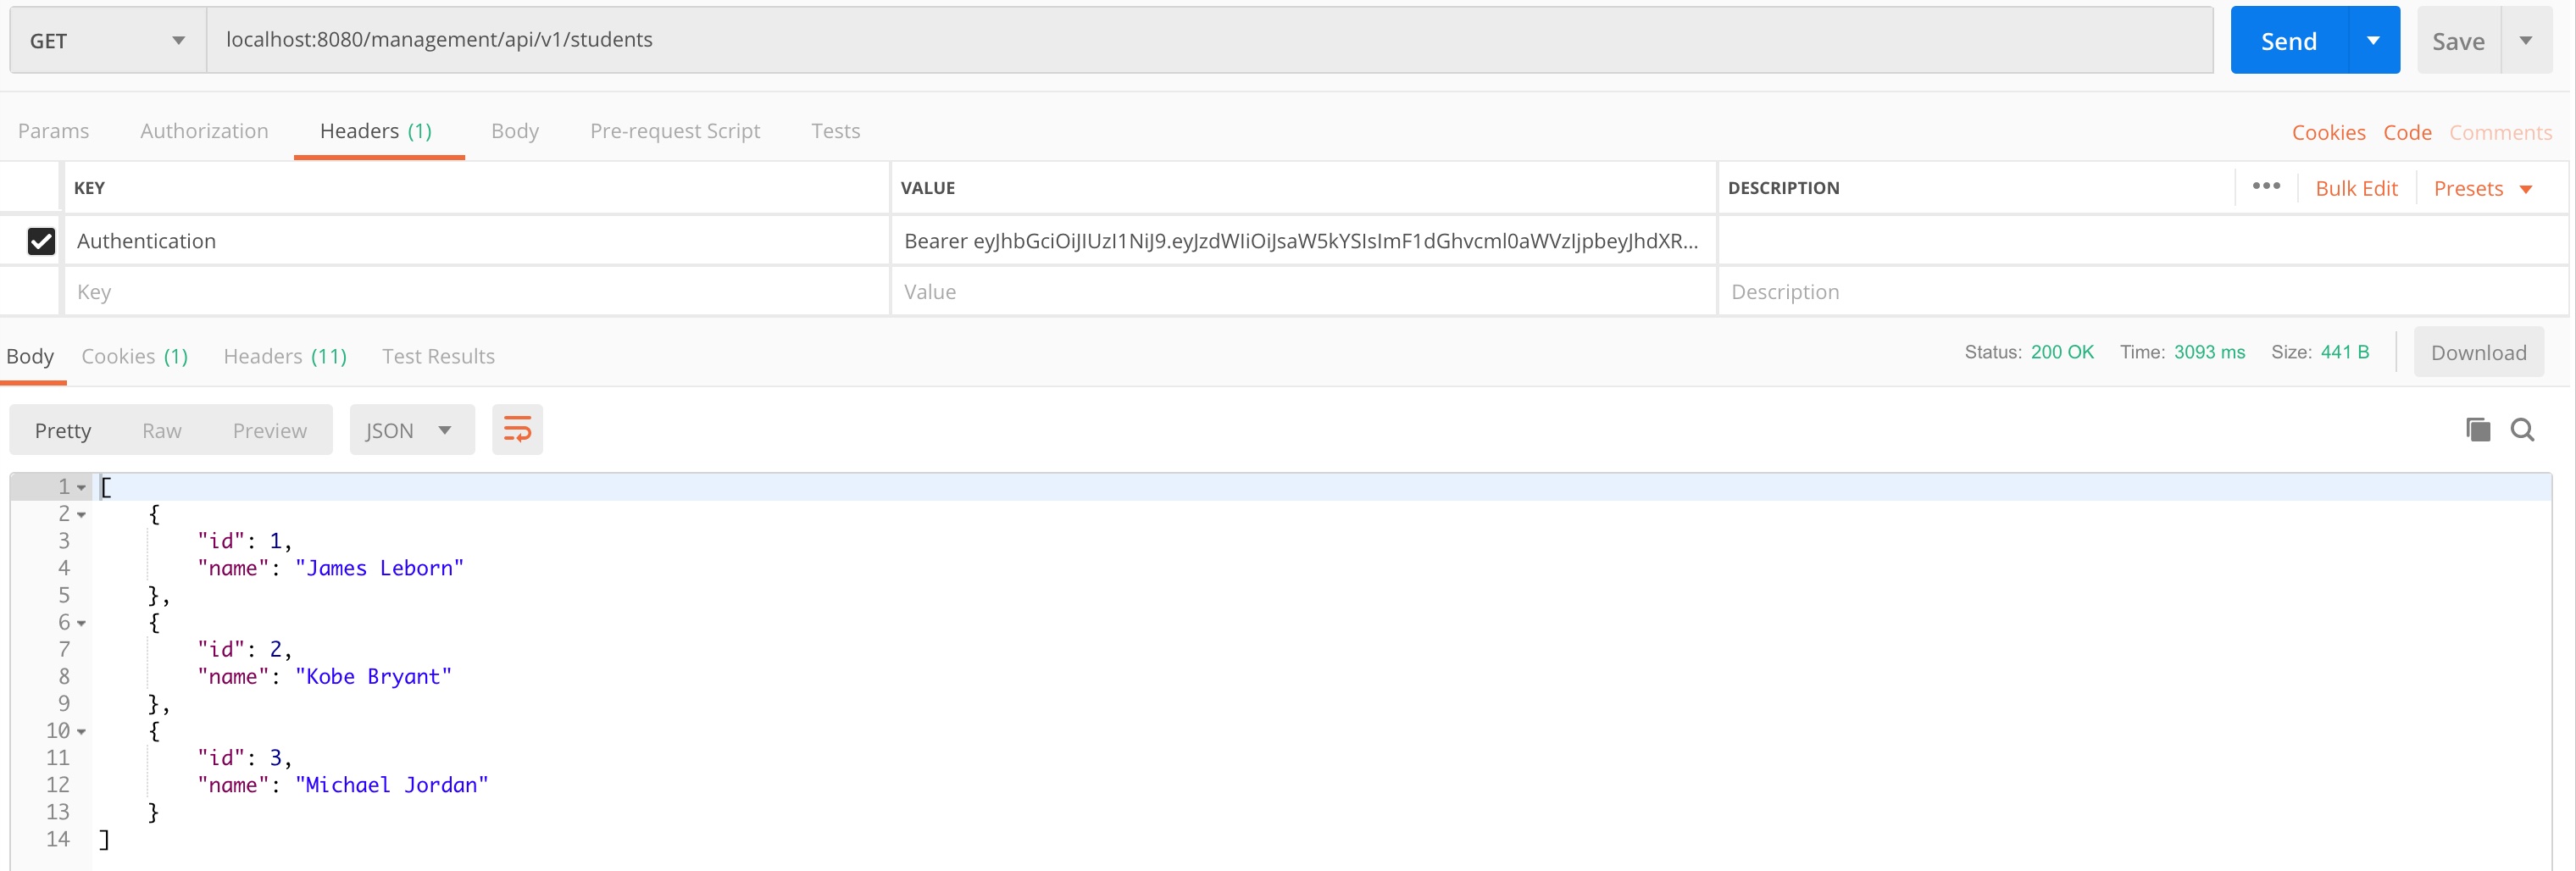 GET localhost:8080/management/api/v1/students Send Save
Params Authorization Headers (1) Body Pre-request Script Tests Cookies Code Comments
KEY VALUE DESCRIPTION ••• Bulk Edit Presets
Authentication Bearer eyJhbGciOiJIUzI1NiJ9.eyJzdWIiOiJsaW5kYSIsImF1dGhvcml0aWVzIjpbeyJhdXR...
Key Value Description
Body Cookies (1) Headers (11) Test Results Status: 200 OK Time: 3093 ms Size: 441 B Download
Pretty Raw Preview JSON
1 [
2 {
3 "id": 1,
4 "name": "James Leborn"
5 },
6 {
7 "id": 2,
8 "name": "Kobe Bryant"
9 },
10 {
11 "id": 3,
12 "name": "Michael Jordan"
13 }
14 ]